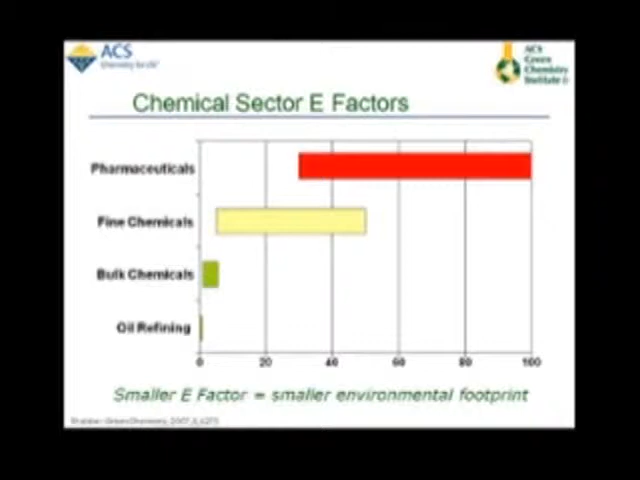 ACS
Chemistry for Life
ACS
Green
Chemistry
Institute
Chemical Sector E Factors
Pharmaceuticals
Fine Chemicals
Bulk Chemicals
Oil Refining
0 20 40 60 80 100
Smaller E Factor = smaller environmental footprint